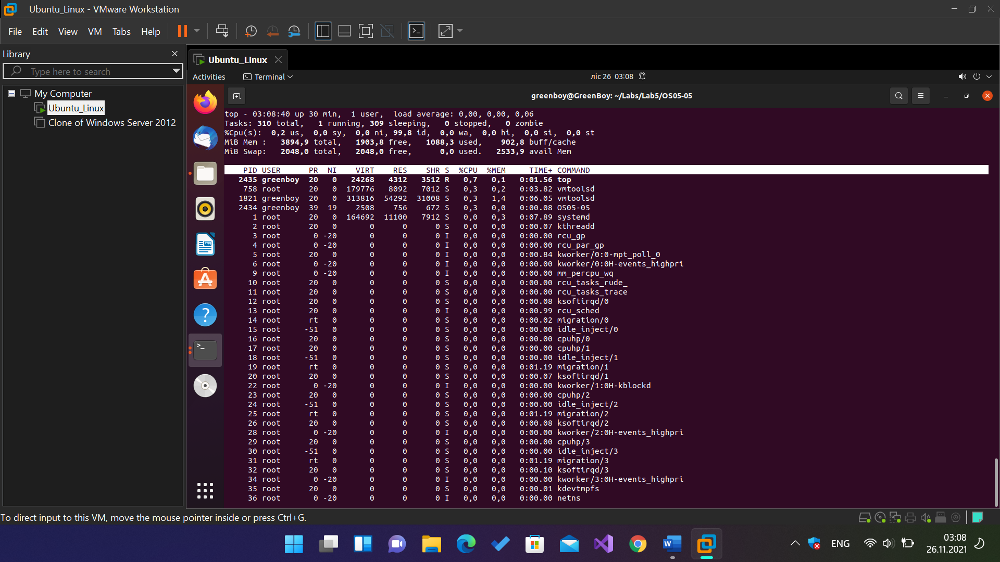 Ubuntu_Linux - VMware Workstation
File Edit View VM Tabs Help
Library
Type here to search
My Computer
Ubuntu_Linux
Clone of Windows Server 2012
Ubuntu_Linux
Activities Terminal ліс 26 03:08
greenboy@GreenBoy: ~/Labs/Lab5/OS05-05
top - 03:08:40 up 30 min, 1 user, load average: 0,00, 0,00, 0,06
Tasks: 310 total, 1 running, 309 sleeping, 0 stopped, 0 zombie
%Cpu(s): 0,2 us, 0,0 sy, 0,0 ni, 99,8 id, 0,0 wa, 0,0 hi, 0,0 si, 0,0 st
MiB Mem : 3894,9 total, 1903,8 free, 1088,3 used, 902,8 buff/cache
MiB Swap: 2048,0 total, 2048,0 free, 0,0 used. 2533,9 avail Mem
PID USER PR NI VIRT RES SHR S %CPU %MEM TIME+ COMMAND
2435 greenboy 20 0 24268 4312 3512 R 0,7 0,1 0:01.56 top
758 root 20 0 179776 8092 7012 S 0,3 0,2 0:03.82 vmtoolsd
1821 greenboy 20 0 313816 54292 31008 S 0,3 1,4 0:06.05 vmtoolsd
2434 greenboy 39 19 2508 756 672 S 0,3 0,0 0:00.08 OS05-05
1 root 20 0 164692 11100 7912 S 0,0 0,3 0:07.89 systemd
2 root 20 0 0 0 0 S 0,0 0,0 0:00.07 kthreadd
3 root 0 -20 0 0 0 I 0,0 0,0 0:00.00 rcu_gp
4 root 0 -20 0 0 0 I 0,0 0,0 0:00.00 rcu_par_gp
5 root 20 0 0 0 0 I 0,0 0,0 0:00.84 kworker/0:0-mpt_poll_0
6 root 0 -20 0 0 0 I 0,0 0,0 0:00.00 kworker/0:0H-events_highpri
9 root 0 -20 0 0 0 I 0,0 0,0 0:00.00 mm_percpu_wq
10 root 20 0 0 0 0 S 0,0 0,0 0:00.00 rcu_tasks_rude_
11 root 20 0 0 0 0 S 0,0 0,0 0:00.00 rcu_tasks_trace
12 root 20 0 0 0 0 S 0,0 0,0 0:00.08 ksoftirqd/0
13 root 20 0 0 0 0 I 0,0 0,0 0:00.99 rcu_sched
14 root rt 0 0 0 0 S 0,0 0,0 0:00.02 migration/0
15 root -51 0 0 0 0 S 0,0 0,0 0:00.00 idle_inject/0
16 root 20 0 0 0 0 S 0,0 0,0 0:00.00 cpuhp/0
17 root 20 0 0 0 0 S 0,0 0,0 0:00.00 cpuhp/1
18 root -51 0 0 0 0 S 0,0 0,0 0:00.00 idle_inject/1
19 root rt 0 0 0 0 S 0,0 0,0 0:01.19 migration/1
20 root 20 0 0 0 0 S 0,0 0,0 0:00.07 ksoftirqd/1
22 root 0 -20 0 0 0 I 0,0 0,0 0:00.00 kworker/1:0H-kblockd
23 root 20 0 0 0 0 S 0,0 0,0 0:00.00 cpuhp/2
24 root -51 0 0 0 0 S 0,0 0,0 0:00.00 idle_inject/2
25 root rt 0 0 0 0 S 0,0 0,0 0:01.19 migration/2
26 root 20 0 0 0 0 S 0,0 0,0 0:00.08 ksoftirqd/2
28 root 0 -20 0 0 0 I 0,0 0,0 0:00.00 kworker/2:0H-events_highpri
29 root 20 0 0 0 0 S 0,0 0,0 0:00.00 cpuhp/3
30 root -51 0 0 0 0 S 0,0 0,0 0:00.00 idle_inject/3
31 root rt 0 0 0 0 S 0,0 0,0 0:01.19 migration/3
32 root 20 0 0 0 0 S 0,0 0,0 0:00.10 ksoftirqd/3
34 root 0 -20 0 0 0 I 0,0 0,0 0:00.00 kworker/3:0H-events_highpri
35 root 20 0 0 0 0 S 0,0 0,0 0:00.01 kdevtmpfs
36 root 0 -20 0 0 0 I 0,0 0,0 0:00.00 netns
To direct input to this VM, move the mouse pointer inside or press Ctrl+G.
ENG 03:08
26.11.2021